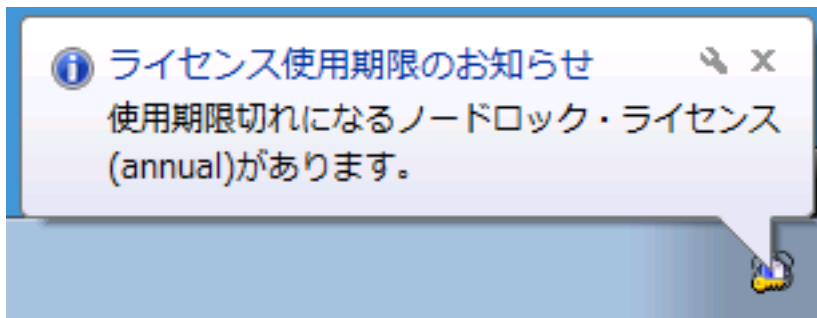 ライセンス使用期限のお知らせ
使用期限切れになるノードロック・ライセンス
(annual)があります。